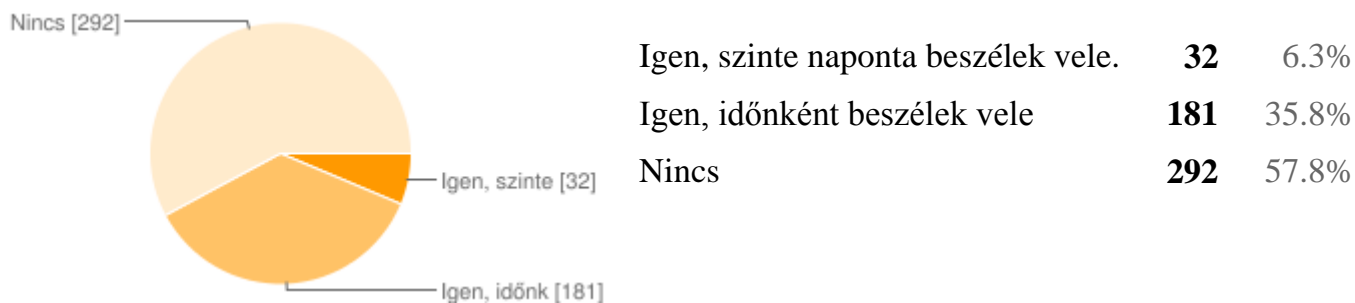 Nincs [292]
Igen, szinte [32]
Igen, időnk [181]
Igen, szinte naponta beszélek vele. 32 6.3%
Igen, időnként beszélek vele 181 35.8%
Nincs 292 57.8%